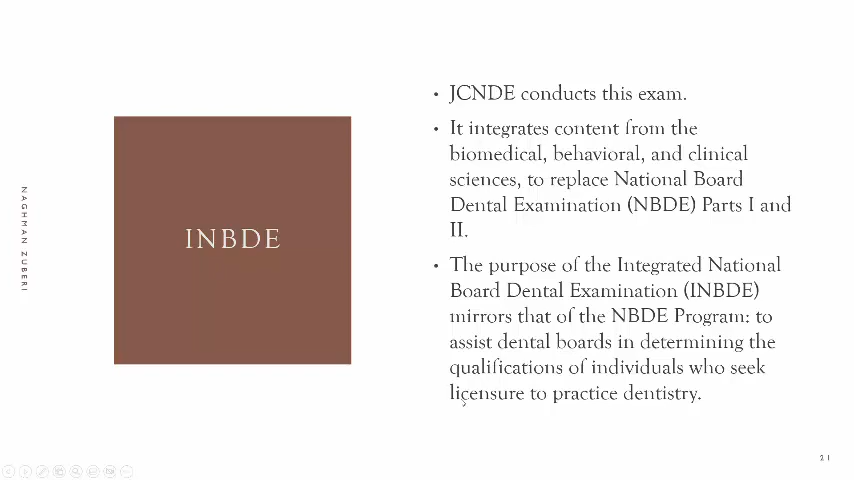 NAGHMAN ZUBERI
INBDE
• JCNDE conducts this exam.
• It integrates content from the
biomedical, behavioral, and clinical
sciences, to replace National Board
Dental Examination (NBDE) Parts I and
II.
• The purpose of the Integrated National
Board Dental Examination (INBDE)
mirrors that of the NBDE Program: to
assist dental boards in determining the
qualifications of individuals who seek
licensure to practice dentistry.
21